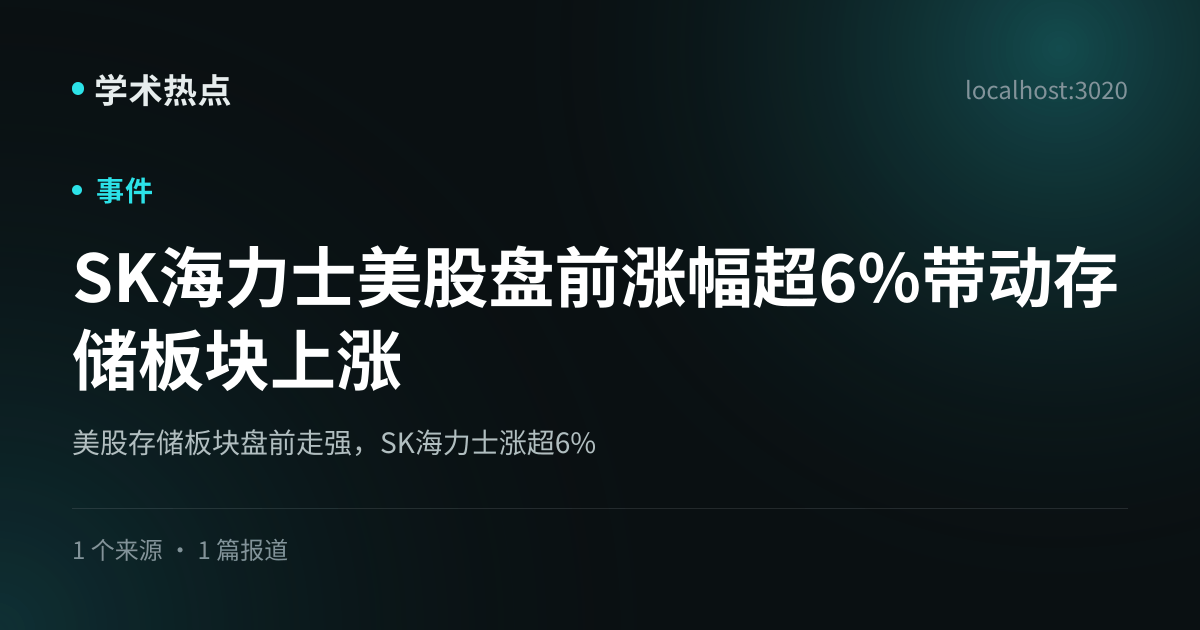 学术热点
localhost:3020
事件
SK海力士美股盘前涨幅超6%带动存
储板块上涨
美股存储板块盘前走强，SK海力士涨超6%
1 个来源 · 1 篇报道